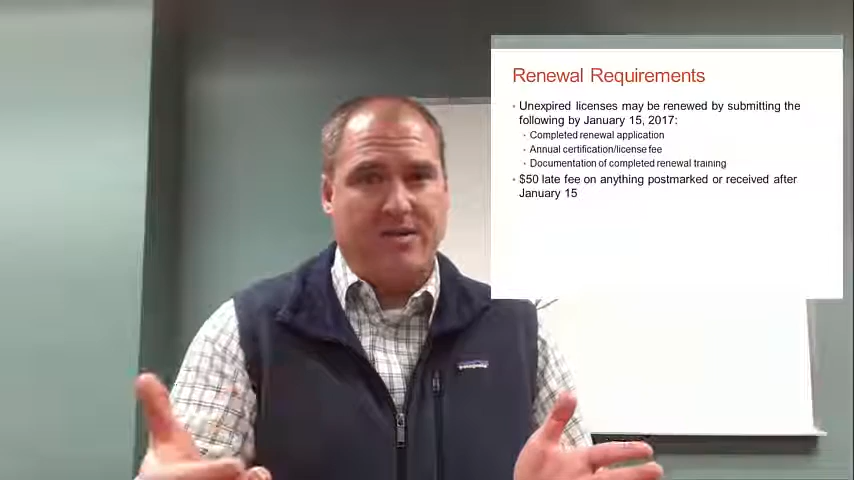 Renewal Requirements
Unexpired licenses may be renewed by submitting the
following by January 15, 2017:
Completed renewal application
Annual certification/license fee
Documentation of completed renewal training
$50 late fee on anything postmarked or received after
January 15
patagonia